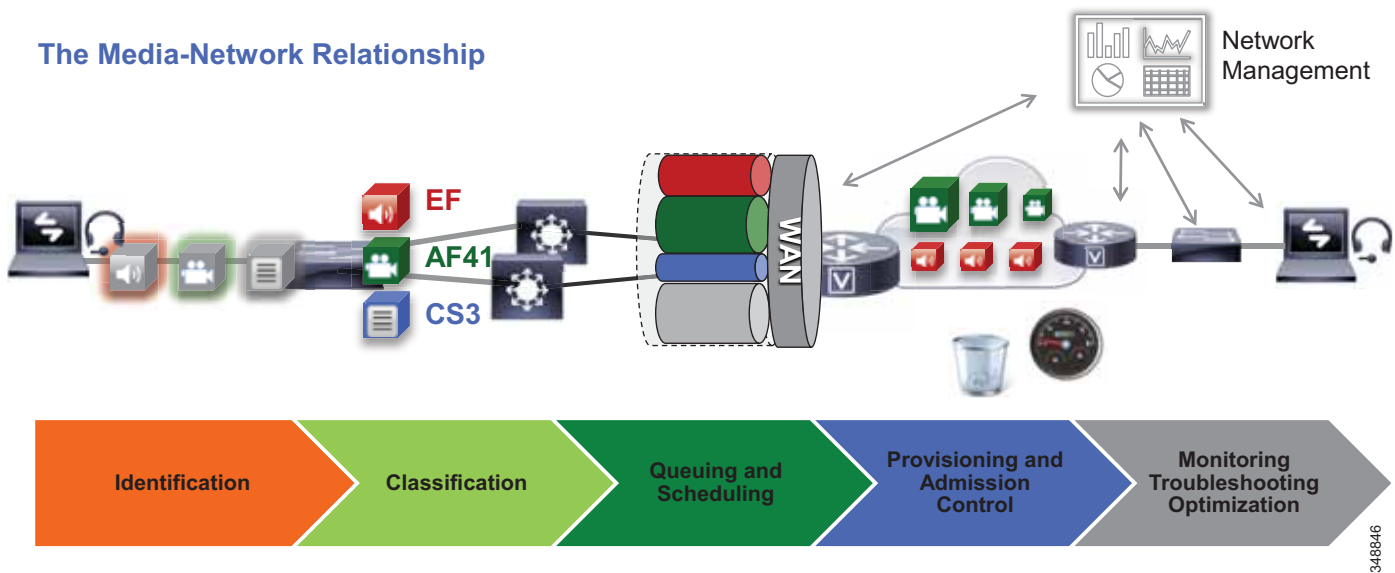 The Media-Network Relationship
Network
Management
EF
AF41
CS3
WAN
V
V
Identification
Classification
Queuing and
Scheduling
Provisioning and
Admission
Control
Monitoring
Troubleshooting
Optimization
348846